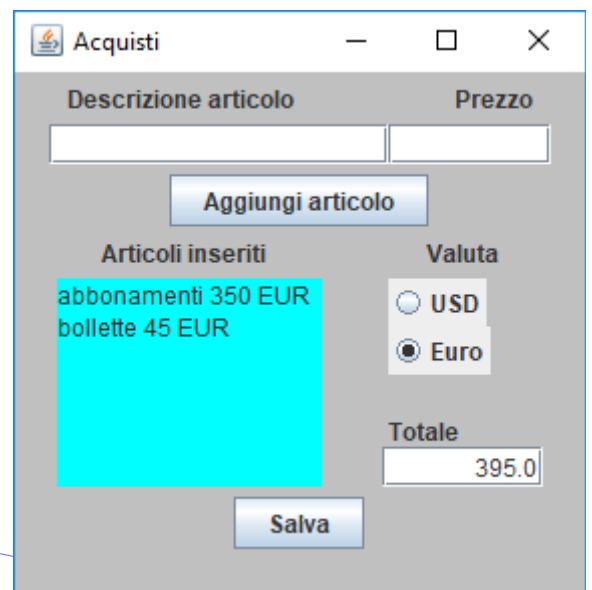 Acquisti
Descrizione articolo Prezzo
Aggiungi articolo
Articoli inseriti Valuta
abbonamenti 350 EUR
bollette 45 EUR
USD
Euro
Totale
395.0
Salva